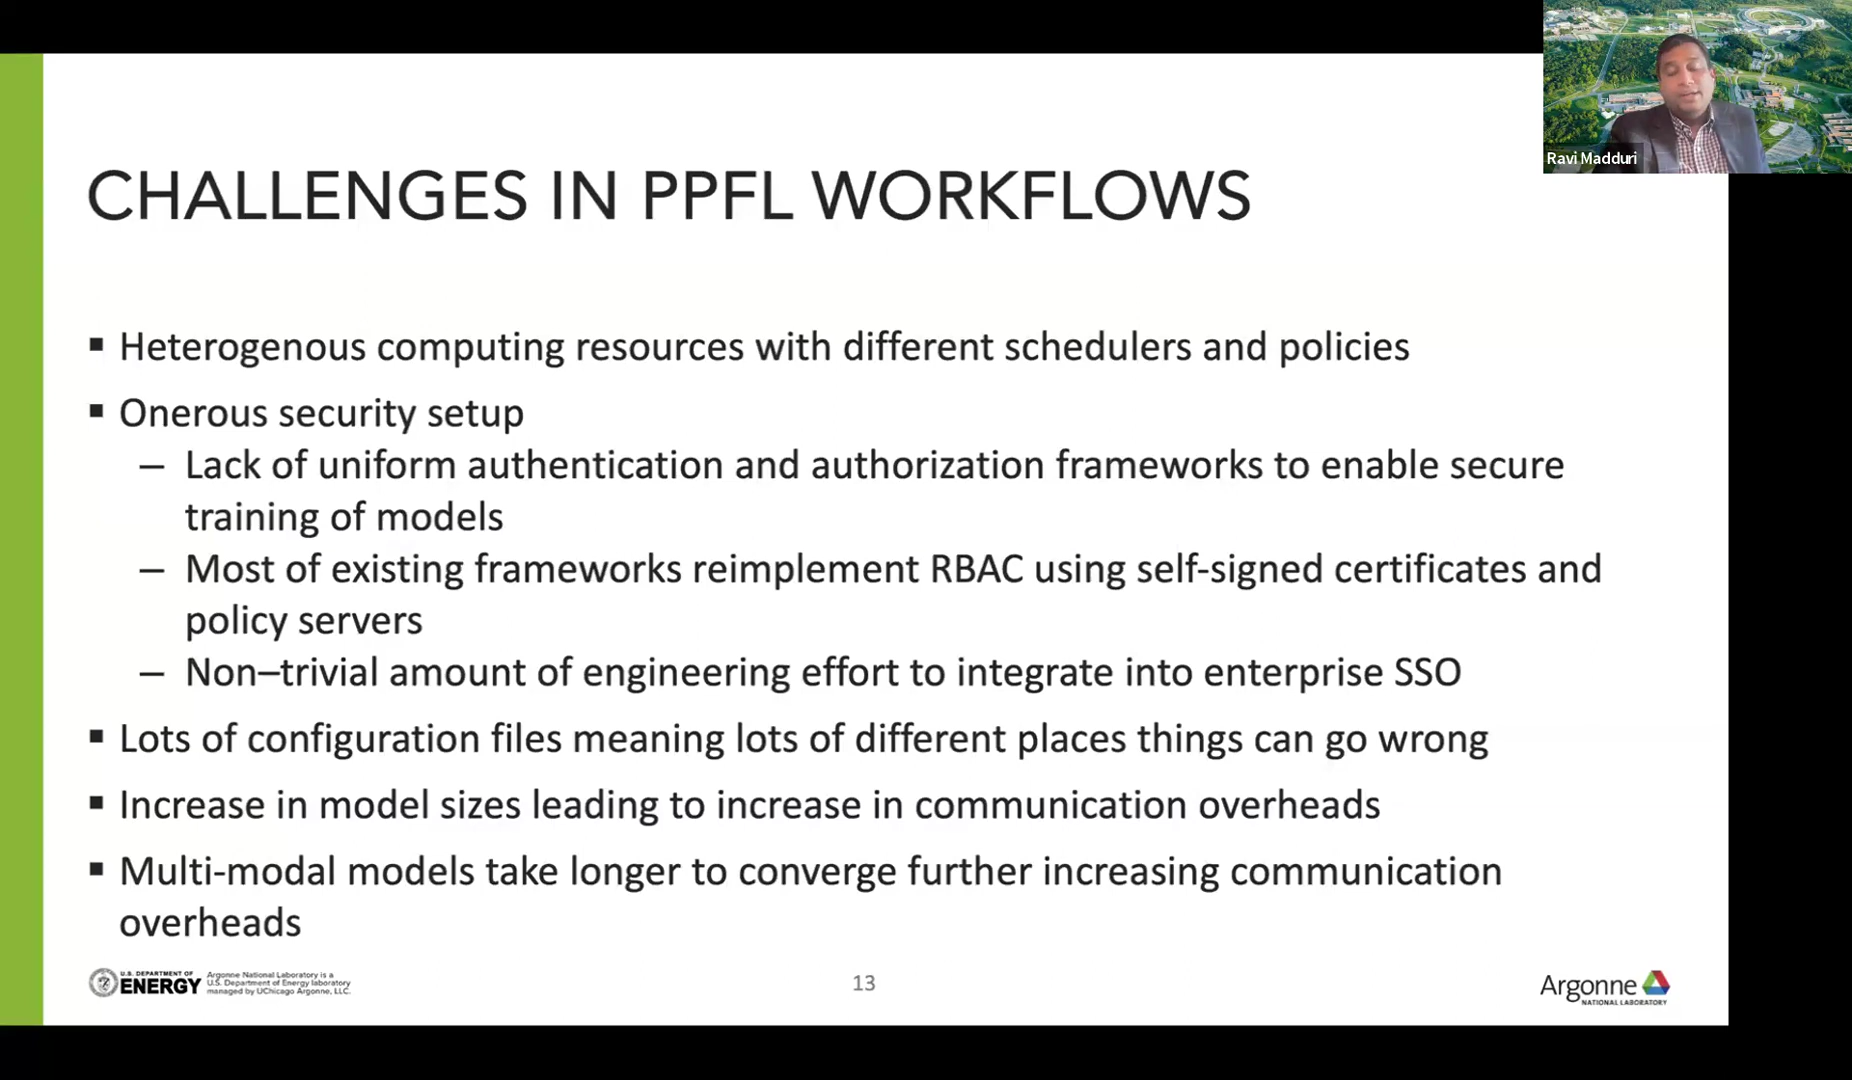 Ravi Madduri
CHALLENGES IN PPFL WORKFLOWS
▪ Heterogenous computing resources with different schedulers and policies
▪ Onerous security setup
– Lack of uniform authentication and authorization frameworks to enable secure
training of models
– Most of existing frameworks reimplement RBAC using self-signed certificates and
policy servers
– Non–trivial amount of engineering effort to integrate into enterprise SSO
▪ Lots of configuration files meaning lots of different places things can go wrong
▪ Increase in model sizes leading to increase in communication overheads
▪ Multi-modal models take longer to converge further increasing communication
overheads
U.S. DEPARTMENT OF
ENERGY
Argonne National Laboratory is a
U.S. Department of Energy laboratory
managed by UChicago Argonne, LLC.
13
Argonne
NATIONAL LABORATORY